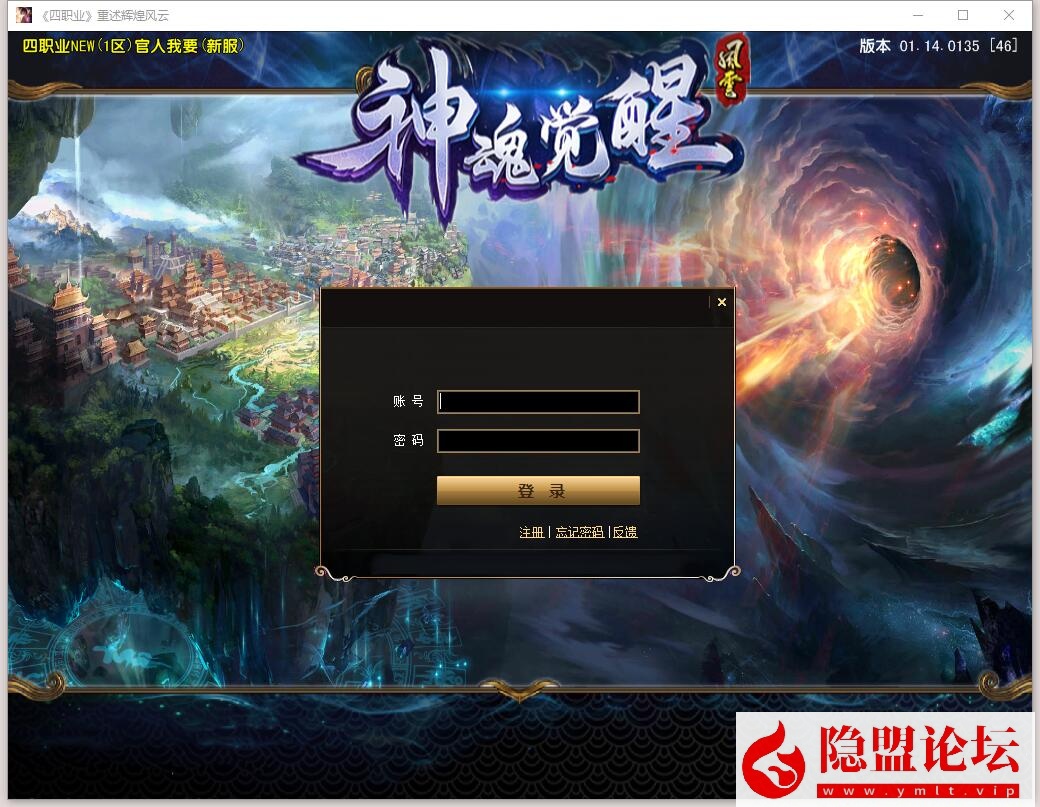 《四职业》重述辉煌风云
四职业NEW(1区)官人我要(新服)
版本 01.14.0135 [46]
神魂觉醒
风云
账 号
密 码
登 录
注册|忘记密码|反馈
隐盟论坛
www.ymlt.vip